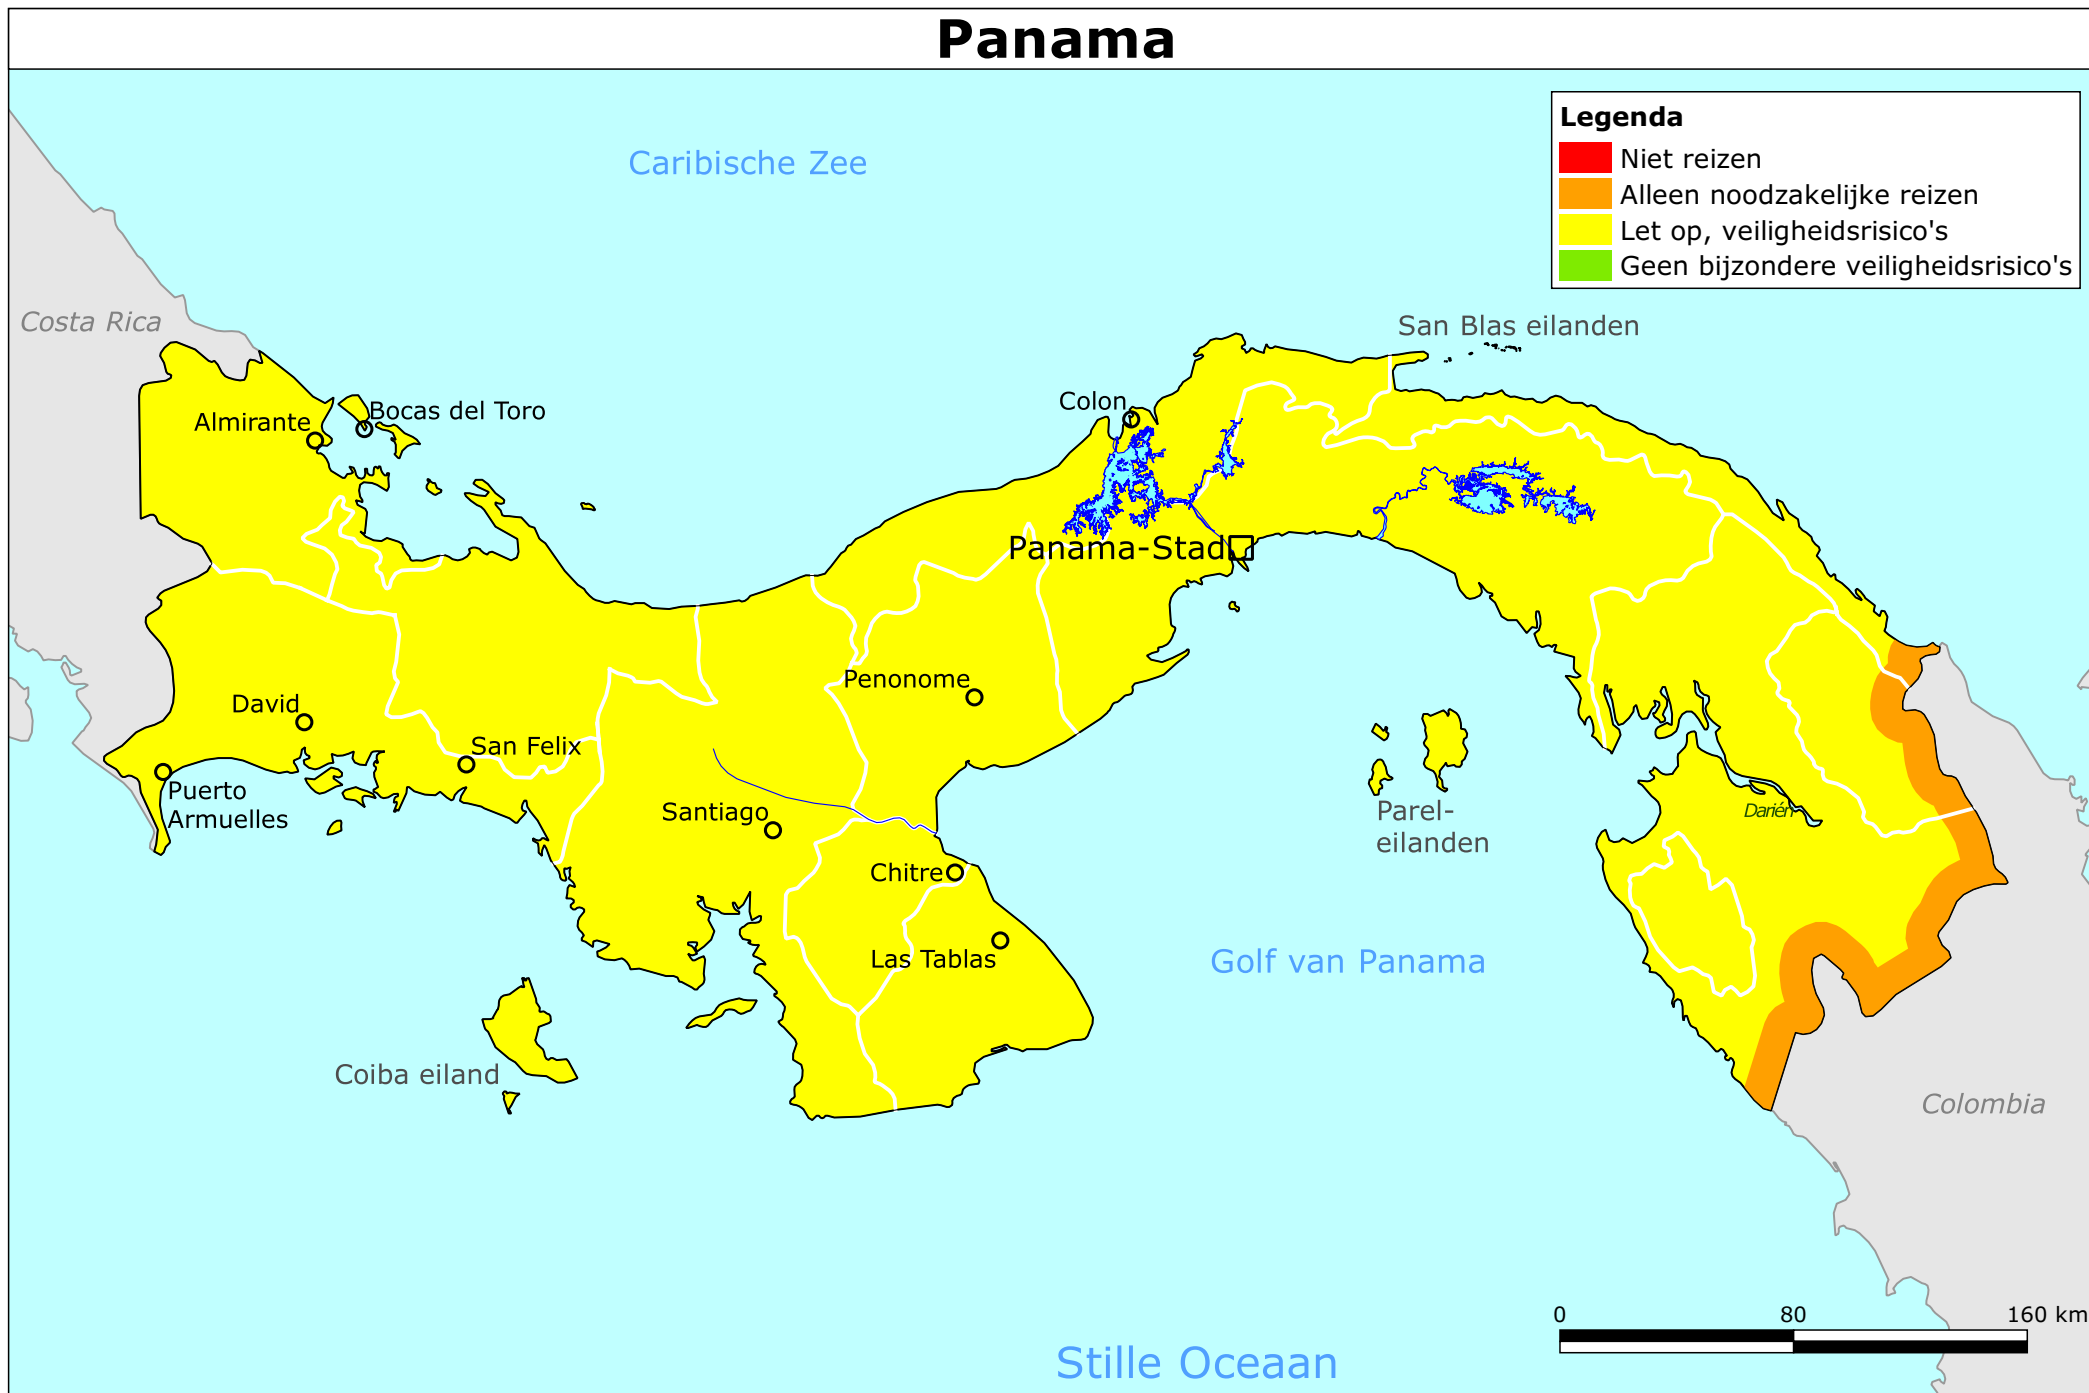 Panama
Legenda
Niet reizen
Alleen noodzakelijke reizen
Let op, veiligheidsrisico's
Geen bijzondere veiligheidsrisico's
Caribische Zee
Costa Rica
San Blas eilanden
Almirante
Bocas del Toro
Colon
Panama-Stad
Penonome
David
San Felix
Puerto
Armuelles
Santiago
Chitre
Las Tablas
Parel-
eilanden
Darién
Golf van Panama
Coiba eiland
Colombia
0 80 160 km
Stille Oceaan